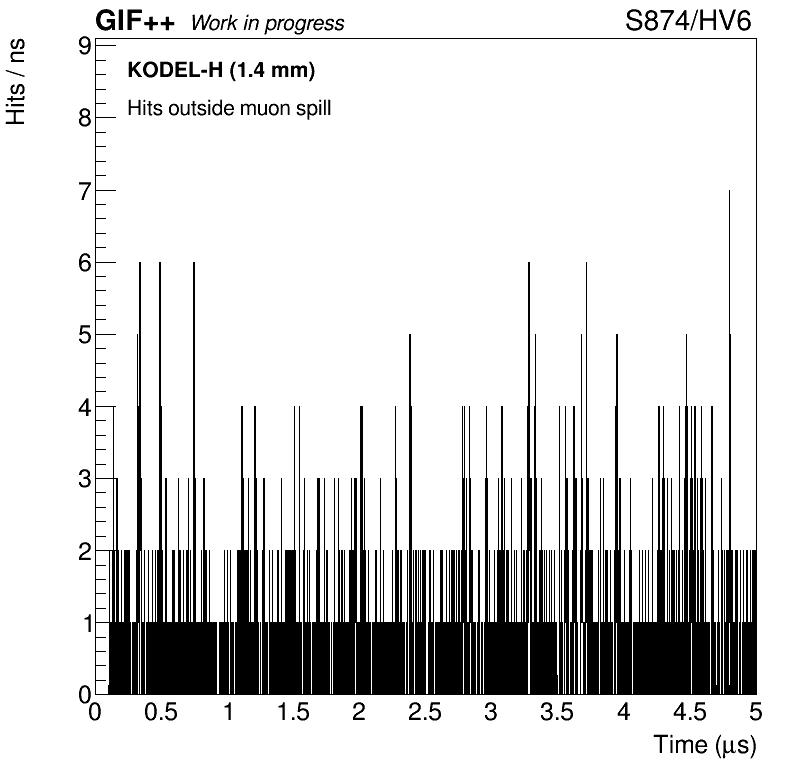 GIF++ Work in progress S874/HV6
Hits / ns
KODEL-H (1.4 mm)
Hits outside muon spill
9
8
7
6
5
4
3
2
1
0
0 0.5 1 1.5 2 2.5 3 3.5 4 4.5 5
Time (μs)